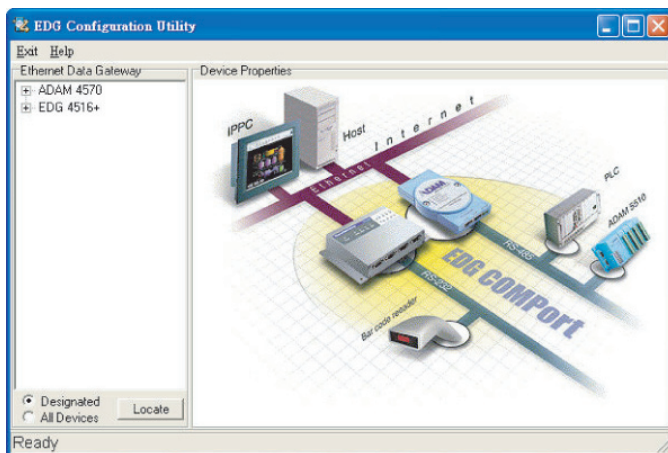 EDG Configuration Utility
Exit Help
Ethernet Data Gateway
ADAM 4570
EDG 4516+
Designated
All Devices
Locate
Device Properties
IPPC
Host
Internet
Ethernet
ADAM
PLC
ADAM 5510
RS-485
RS-232
EDG COMPort
Bar code reader
Ready